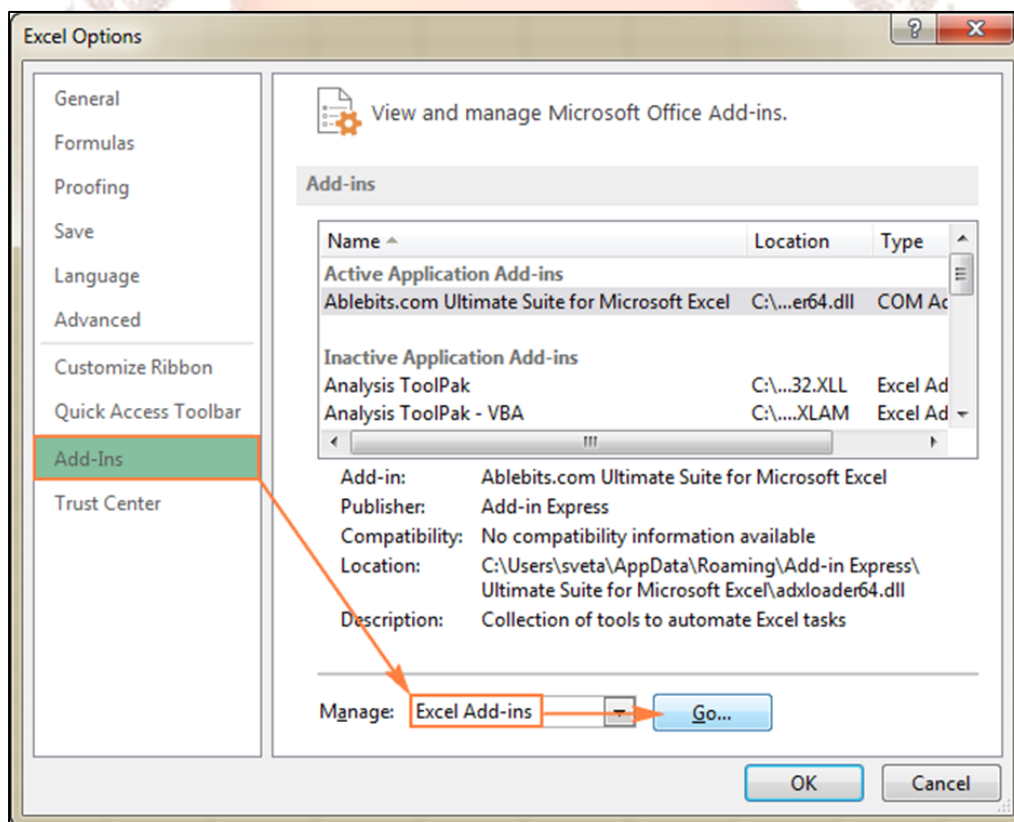 Excel Options
General
Formulas
Proofing
Save
Language
Advanced
Customize Ribbon
Quick Access Toolbar
Add-Ins
Trust Center
View and manage Microsoft Office Add-ins.
Add-ins
Name Location Type
Active Application Add-ins
Ablebits.com Ultimate Suite for Microsoft Excel C:\...er64.dll COM Ac
Inactive Application Add-ins
Analysis ToolPak C:\...32.XLL Excel Ad
Analysis ToolPak - VBA C:\....XLAM Excel Ad
Add-in: Ablebits.com Ultimate Suite for Microsoft Excel
Publisher: Add-in Express
Compatibility: No compatibility information available
Location: C:\Users\sveta\AppData\Roaming\Add-in Express\
Ultimate Suite for Microsoft Excel\adxloader64.dll
Description: Collection of tools to automate Excel tasks
Manage: Excel Add-ins Go...
OK Cancel